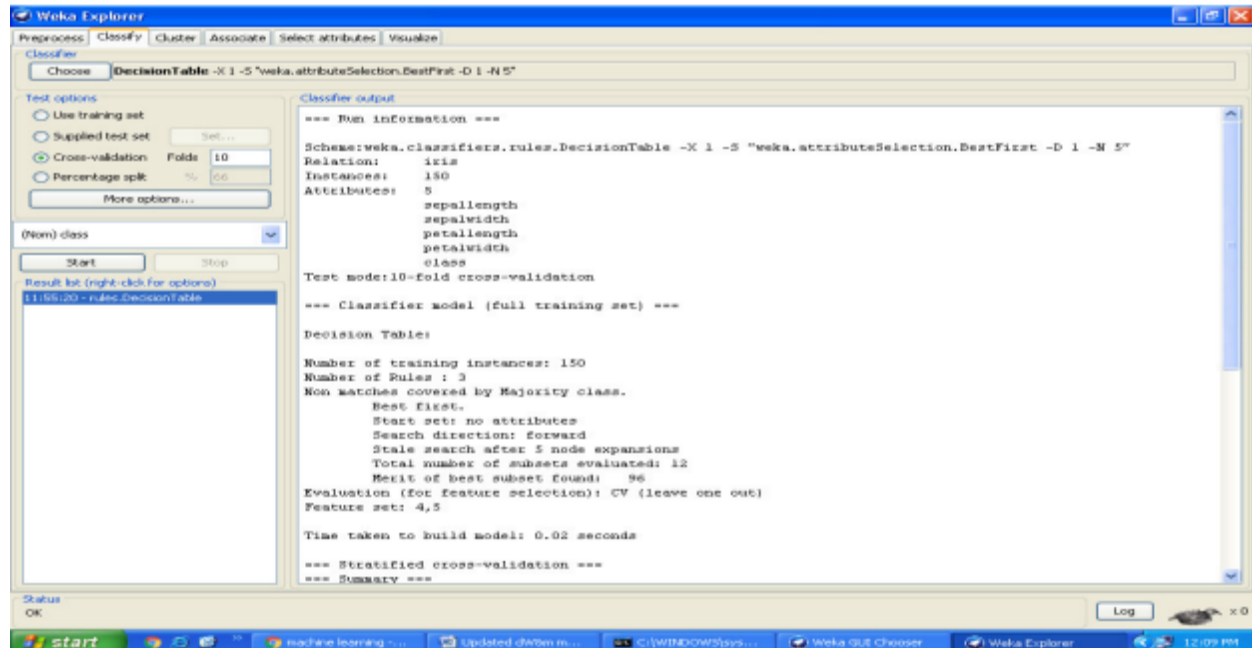 Weka Explorer
Preprocess Classify Cluster Associate Select attributes Visualize
Classifier
Choose DecisionTable -X 1 -S "weka.attributeSelection.BestFirst -D 1 -N 5"
Test options
Use training set
Supplied test set Set...
Cross-validation Folds 10
Percentage split % 66
More options...
(Nom) class
Start Stop
Result list (right-click for options)
11:55:20 - rules.DecisionTable
Classifier output
=== Run information ===
Scheme:weka.classifiers.rules.DecisionTable -X 1 -S "weka.attributeSelection.BestFirst -D 1 -N 5"
Relation: iris
Instances: 150
Attributes: 5
sepallength
sepalwidth
petallength
petalwidth
class
Test mode:10-fold cross-validation
=== Classifier model (full training set) ===
Decision Table:
Number of training instances: 150
Number of Rules : 3
Non matches covered by Majority class.
Best first.
Start set: no attributes
Search direction: forward
Stale search after 5 node expansions
Total number of subsets evaluated: 12
Merit of best subset found: 96
Evaluation (for feature selection): CV (leave one out)
Feature set: 4,5
Time taken to build model: 0.02 seconds
=== Stratified cross-validation ===
=== Summary ===
Status
OK
Log x 0
start machine learning -... Updated dWBm m... C:\WINDOWS\sys... Weka GUI Chooser Weka Explorer 12:09 PM